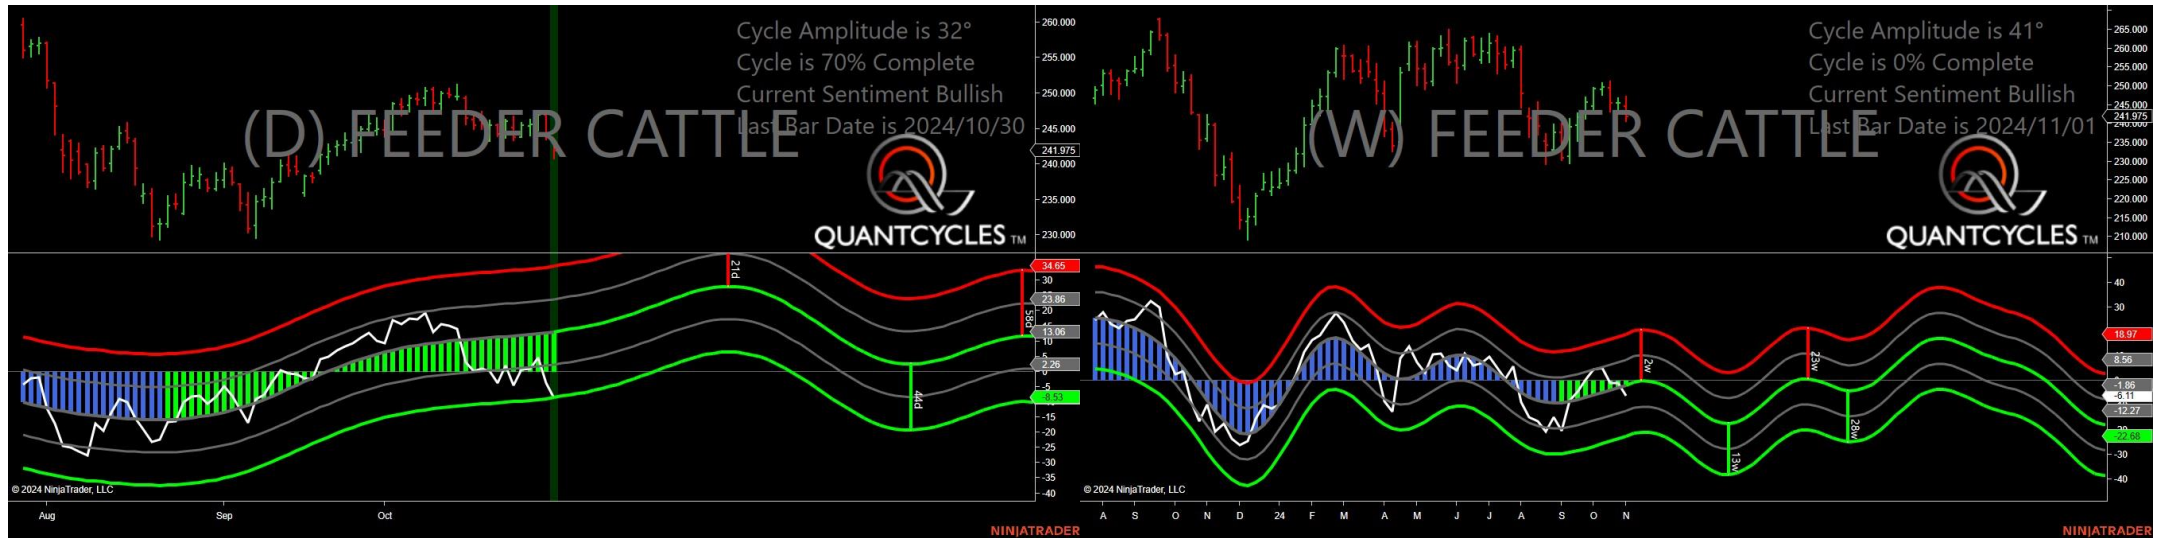 Cycle Amplitude is 32°
Cycle is 70% Complete
Current Sentiment Bullish
Last Bar Date is 2024/10/30
(D) FEEDER CATTLE
QUANTCYCLES TM
260.000
255.000
250.000
245.000
241.975
240.000
235.000
230.000
21d
44d
58d
34.65
30
23.86
20
15
13.06
10
5
2.26
0
-5
-8.53
-15
-20
-25
-30
-35
-40
© 2024 NinjaTrader, LLC
Aug
Sep
Oct
NINJATRADER
Cycle Amplitude is 41°
Cycle is 0% Complete
Current Sentiment Bullish
Last Bar Date is 2024/11/01
(W) FEEDER CATTLE
QUANTCYCLES TM
265.000
260.000
255.000
250.000
245.000
241.975
240.000
235.000
230.000
225.000
220.000
215.000
210.000
2w
13w
23w
28w
40
30
18.97
8.56
-1.86
-6.11
-12.27
-22.68
-30
-40
© 2024 NinjaTrader, LLC
A S O N D 24 F M A M J J A S O N
NINJATRADER